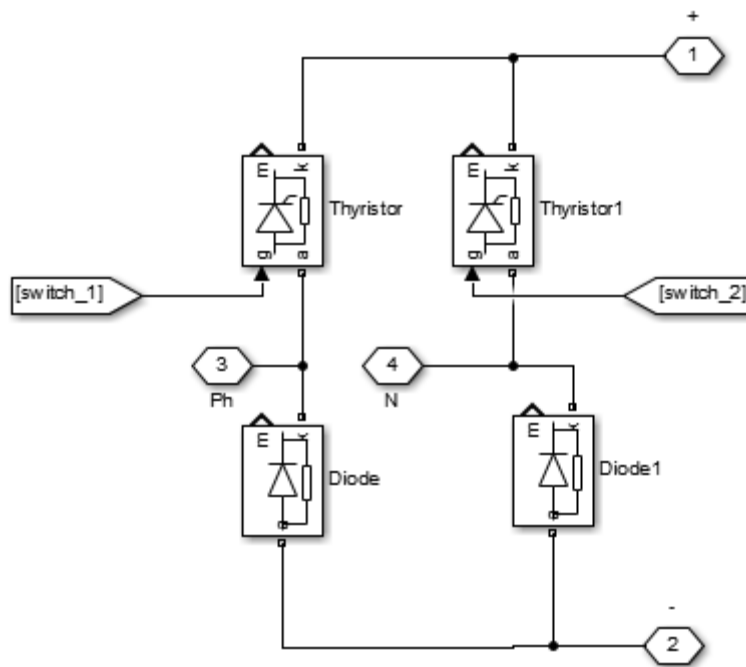 +
1
m k
Thyristor
g a
m k
Thyristor1
g a
[switch_1]
[switch_2]
3
Ph
4
N
m k
Diode
a
m k
Diode1
a
-
2